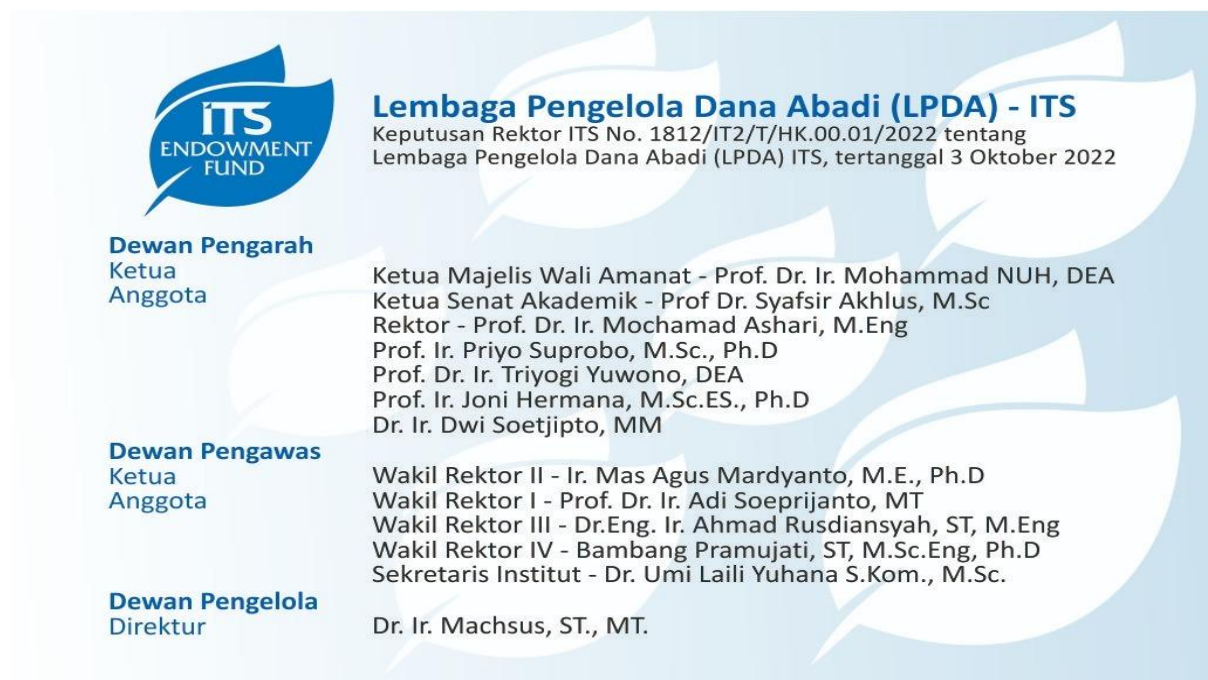 iTS
ENDOWMENT
FUND
Lembaga Pengelola Dana Abadi (LPDA) - ITS
Keputusan Rektor ITS No. 1812/IT2/T/HK.00.01/2022 tentang
Lembaga Pengelola Dana Abadi (LPDA) ITS, tertanggal 3 Oktober 2022
Dewan Pengarah
Ketua Ketua Majelis Wali Amanat - Prof. Dr. Ir. Mohammad NUH, DEA
Anggota Ketua Senat Akademik - Prof Dr. Syafsir Akhlus, M.Sc
Rektor - Prof. Dr. Ir. Mochamad Ashari, M.Eng
Prof. Ir. Priyo Suprobo, M.Sc., Ph.D
Prof. Dr. Ir. Triyogi Yuwono, DEA
Prof. Ir. Joni Hermana, M.Sc.ES., Ph.D
Dr. Ir. Dwi Soetjipto, MM
Dewan Pengawas
Ketua Wakil Rektor II - Ir. Mas Agus Mardyanto, M.E., Ph.D
Anggota Wakil Rektor I - Prof. Dr. Ir. Adi Soeprijanto, MT
Wakil Rektor III - Dr.Eng. Ir. Ahmad Rusdiansyah, ST, M.Eng
Wakil Rektor IV - Bambang Pramujati, ST, M.Sc.Eng, Ph.D
Sekretaris Institut - Dr. Umi Laili Yuhana S.Kom., M.Sc.
Dewan Pengelola
Direktur Dr. Ir. Machsus, ST., MT.